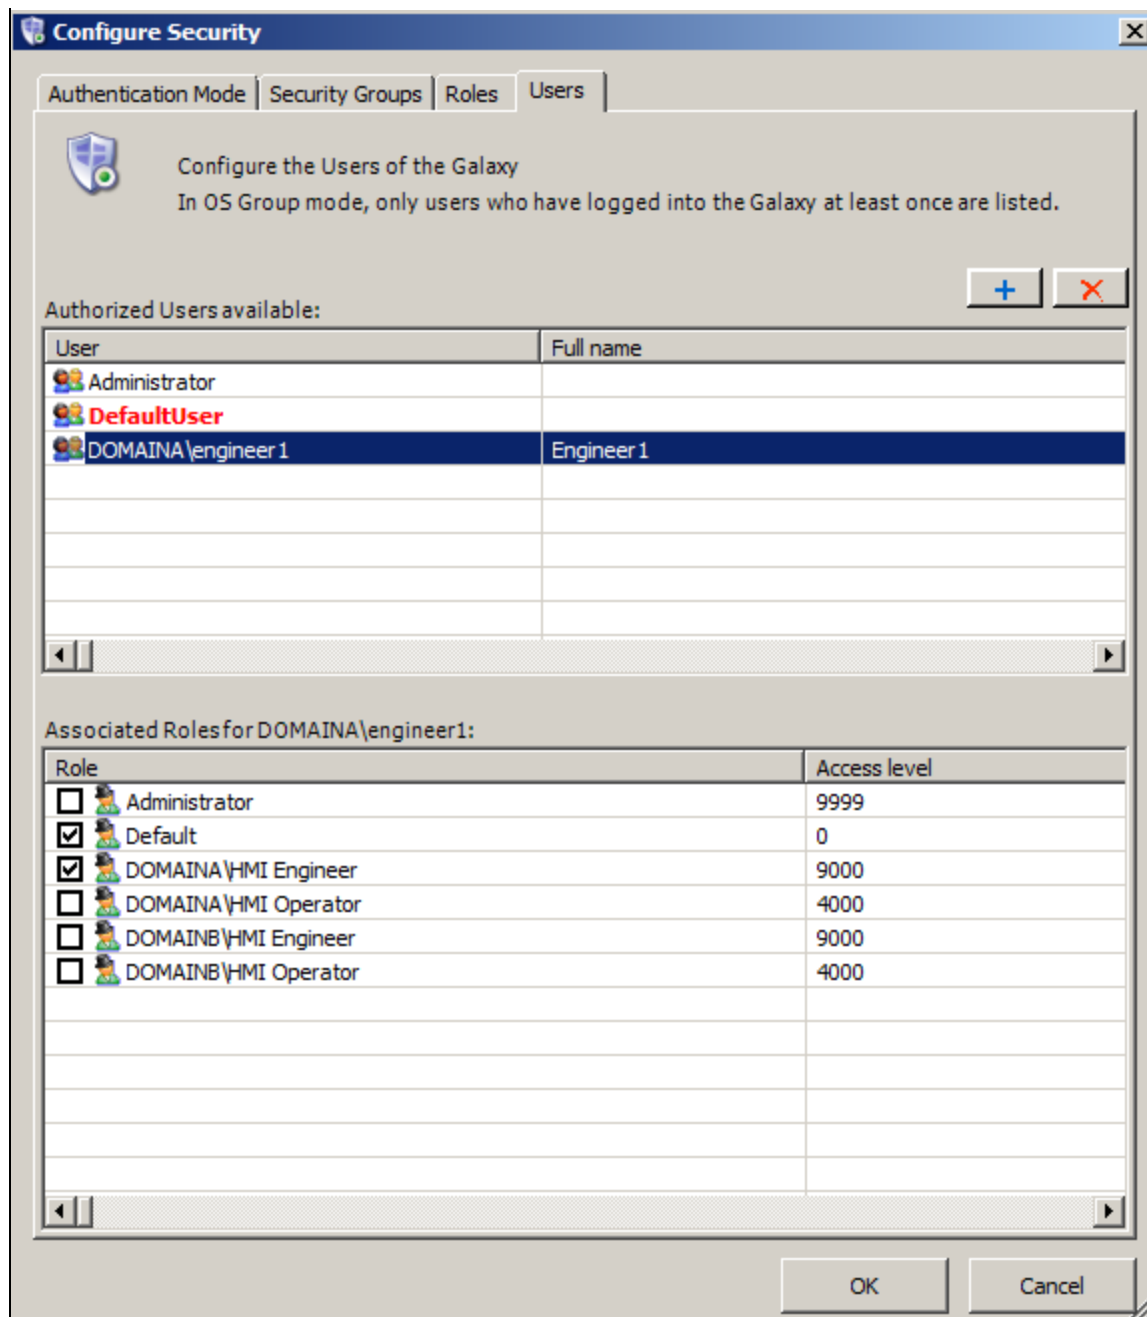 Configure Security
Authentication Mode Security Groups Roles Users
Configure the Users of the Galaxy
In OS Group mode, only users who have logged into the Galaxy at least once are listed.
Authorized Users available:
User Full name
Administrator
DefaultUser
DOMAINA\engineer1 Engineer1
Associated Roles for DOMAINA\engineer1:
Role Access level
Administrator 9999
Default 0
DOMAINA\HMI Engineer 9000
DOMAINA\HMI Operator 4000
DOMAINB\HMI Engineer 9000
DOMAINB\HMI Operator 4000
OK Cancel